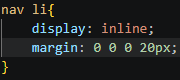 nav li{
    display: inline;
    margin: 0 0 0 20px;
}